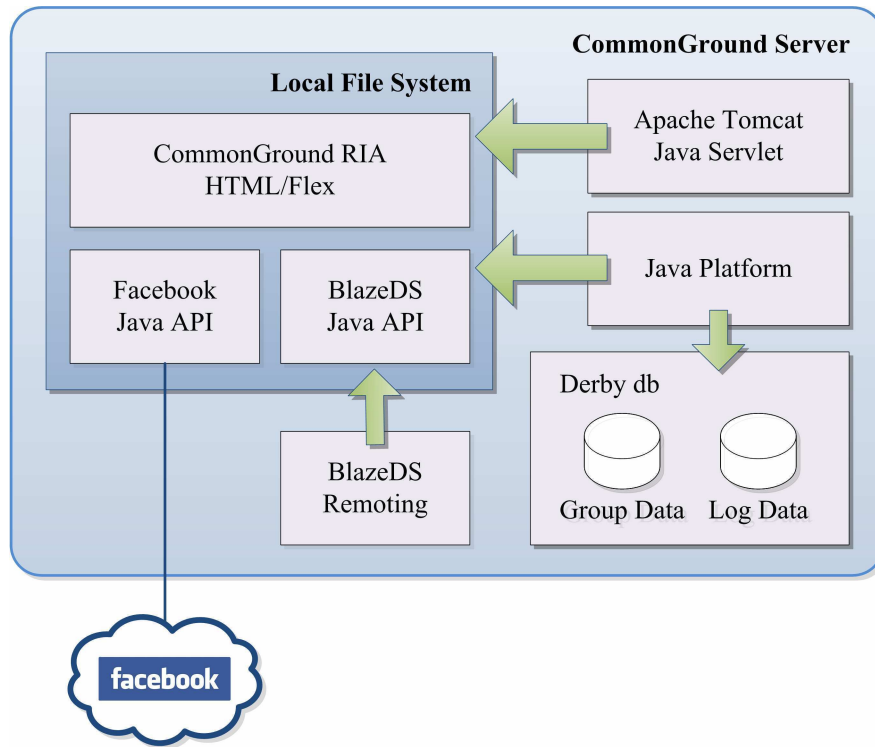 CommonGround Server
Local File System
CommonGround RIA
HTML/Flex
Apache Tomcat
Java Servlet
Facebook
Java API
BlazeDS
Java API
Java Platform
BlazeDS
Remoting
Derby db
Group Data
Log Data
facebook